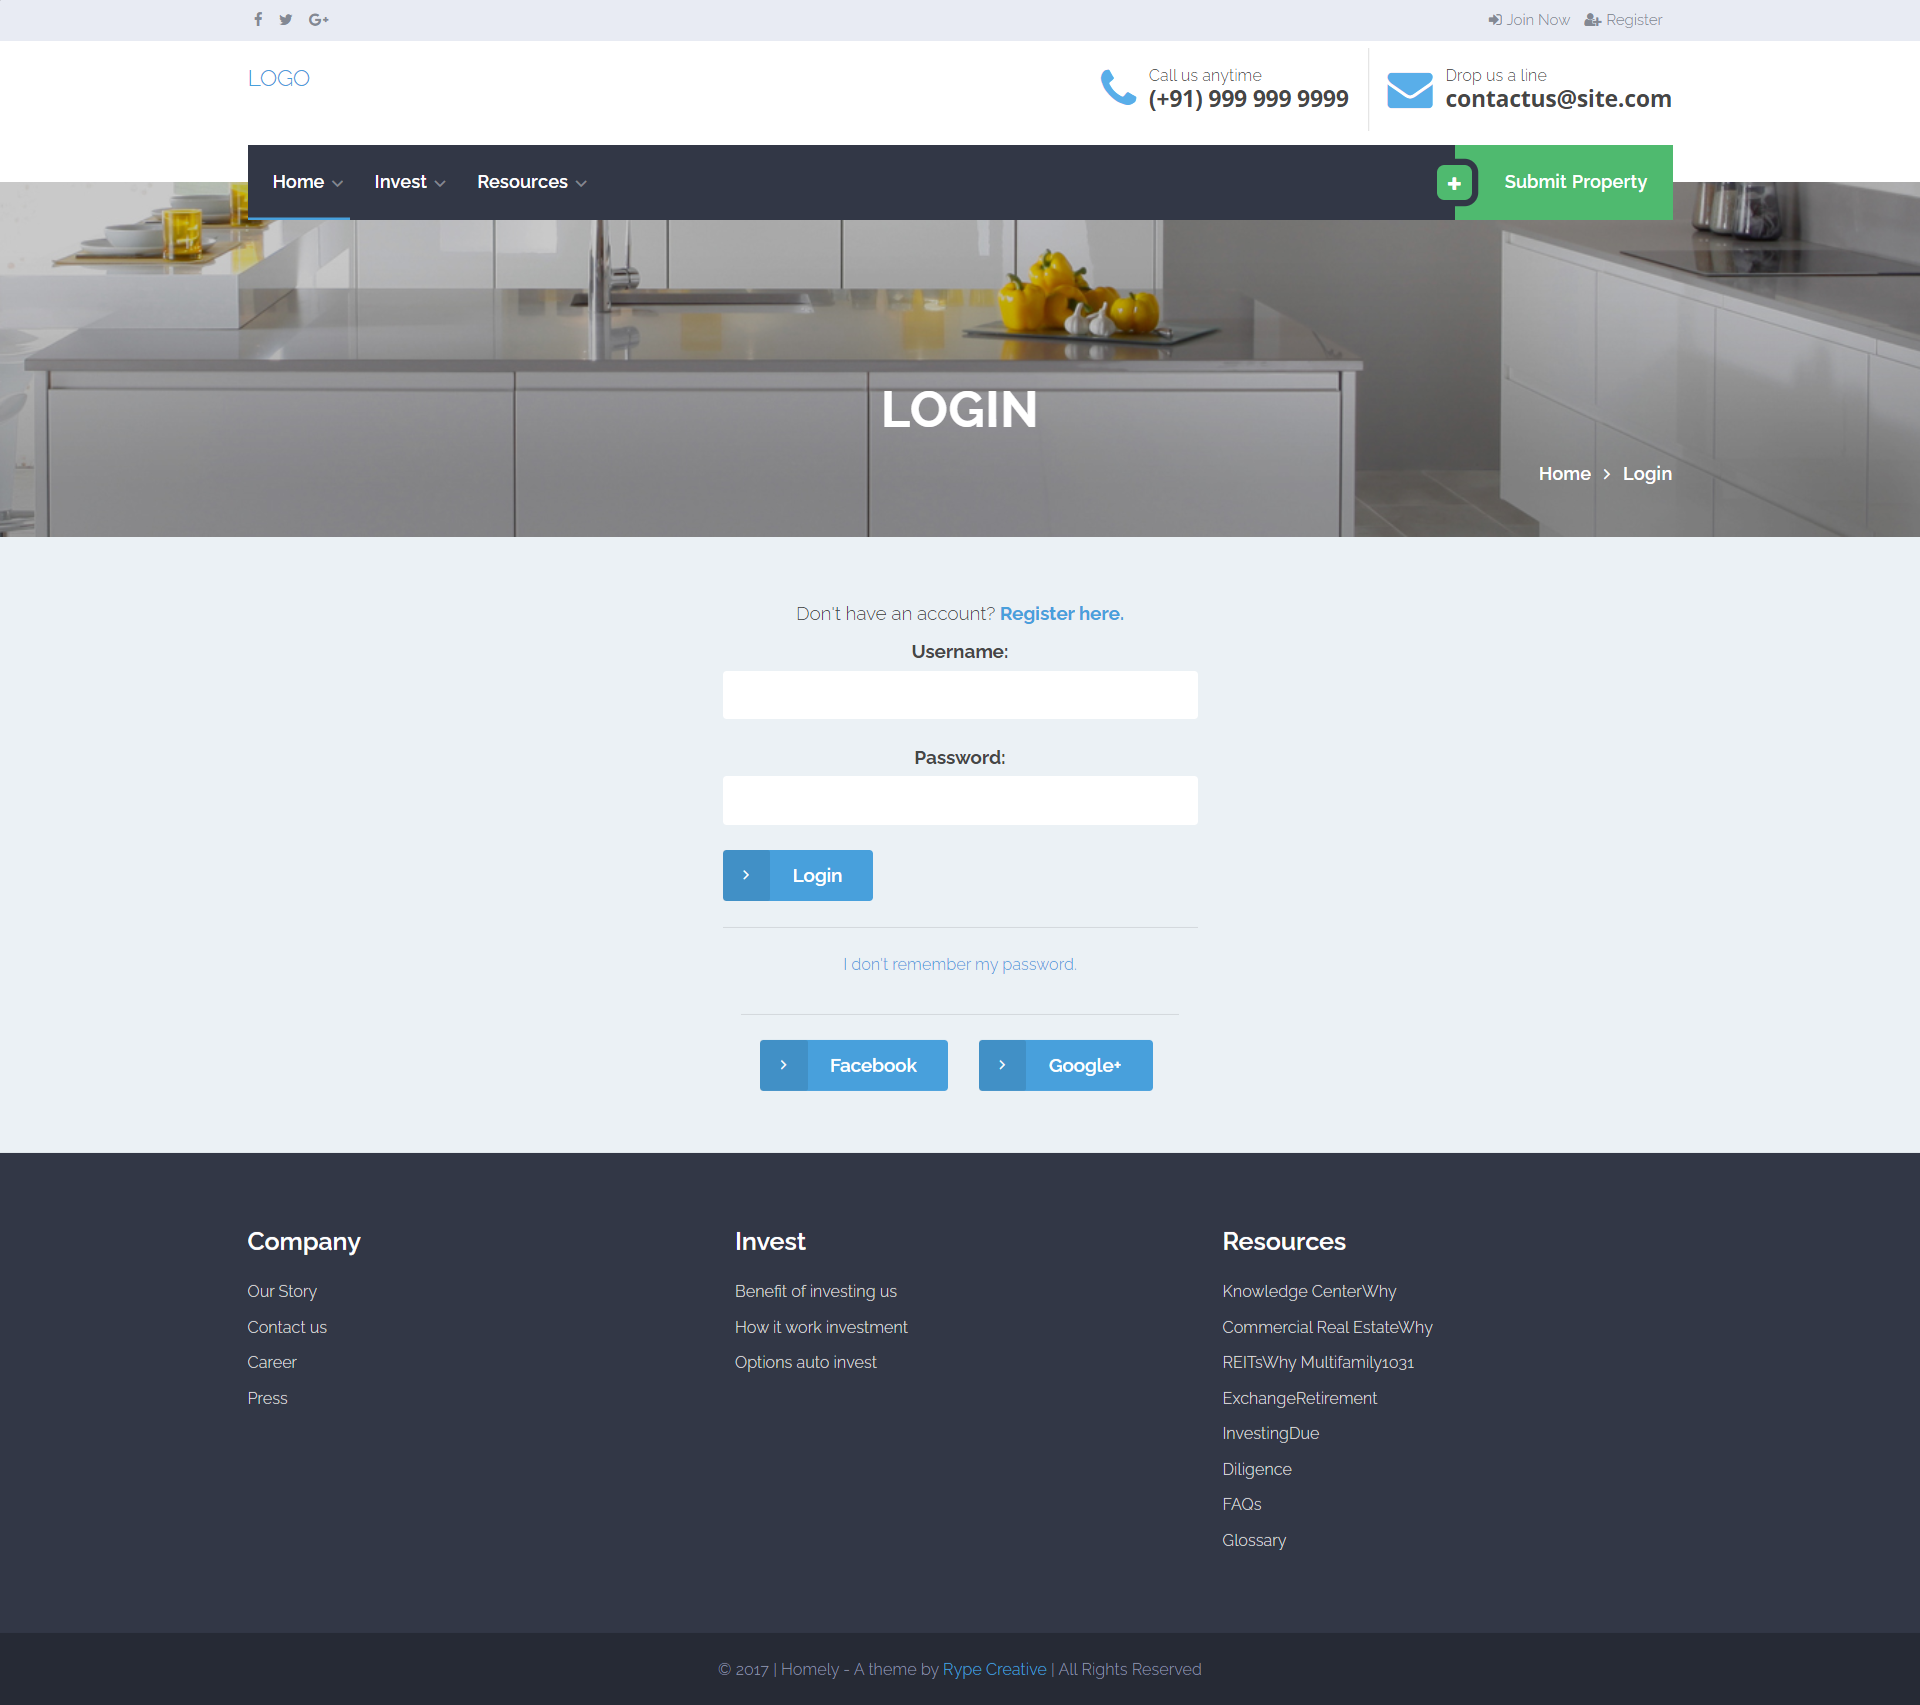 Join Now Register
LOGO
Call us anytime
(+91) 999 999 9999
Drop us a line
contactus@site.com
Home Invest Resources
Submit Property
LOGIN
Home > Login
Don't have an account? Register here.
Username:
Password:
Login
I don't remember my password.
Facebook
Google+
Company
Our Story
Contact us
Career
Press
Invest
Benefit of investing us
How it work investment
Options auto invest
Resources
Knowledge CenterWhy
Commercial Real EstateWhy
REITsWhy Multifamily1031
ExchangeRetirement
InvestingDue
Diligence
FAQs
Glossary
© 2017 | Homely - A theme by Rype Creative | All Rights Reserved